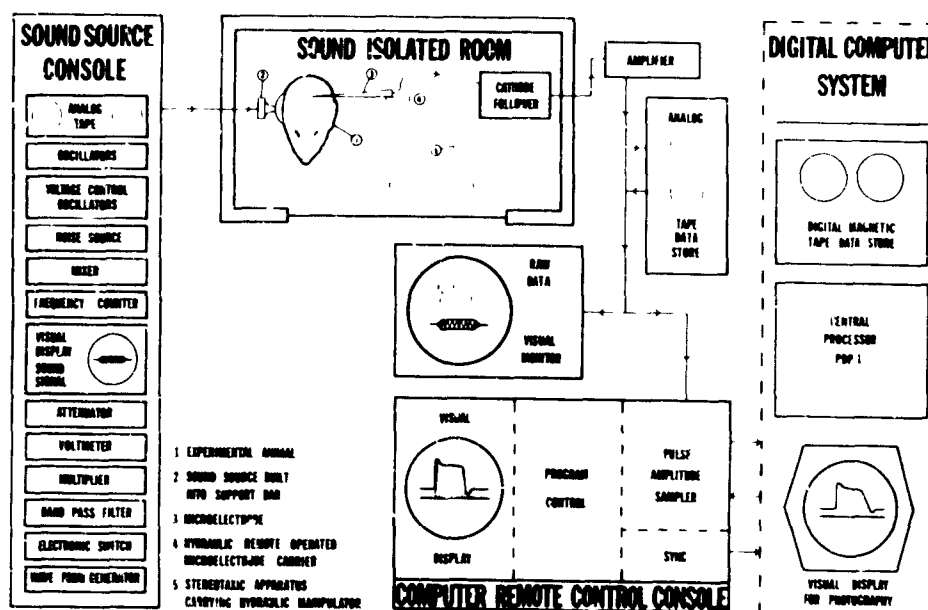 SOUND SOURCE
CONSOLE
ANALOG
TAPE
OSCILLATORS
VOLTAGE CONTROL
OSCILLATORS
NOISE SOURCE
MIXER
FREQUENCY COUNTER
VISUAL
DISPLAY
SOUND
SIGNAL
ATTENUATOR
VOLTMETER
MULTIPLIER
BAND PASS FILTER
ELECTRONIC SWITCH
WAVE FORM GENERATOR
SOUND ISOLATED ROOM
2
3
4
1
5
CATHODE
FOLLOWER
AMPLIFIER
ANALOG
TAPE
DATA
STORE
RAW
DATA
VISUAL
MONITOR
1 EXPERIMENTAL ANIMAL
2 SOUND SOURCE BUILT
INTO SUPPORT BAR
3 MICROELECTRODE
4 HYDRAULIC REMOTE OPERATED
MICROELECTRODE CARRIER
5 STEREOTAXIC APPARATUS
CARRYING HYDRAULIC MANIPULATOR
VISUAL
DISPLAY
PROGRAM
CONTROL
PULSE
AMPLITUDE
SAMPLER
SYNC
COMPUTER REMOTE CONTROL CONSOLE
DIGITAL COMPUTER
SYSTEM
DIGITAL MAGNETIC
TAPE DATA STORE
CENTRAL
PROCESSOR
PDP 1
VISUAL DISPLAY
FOR PHOTOGRAPHY